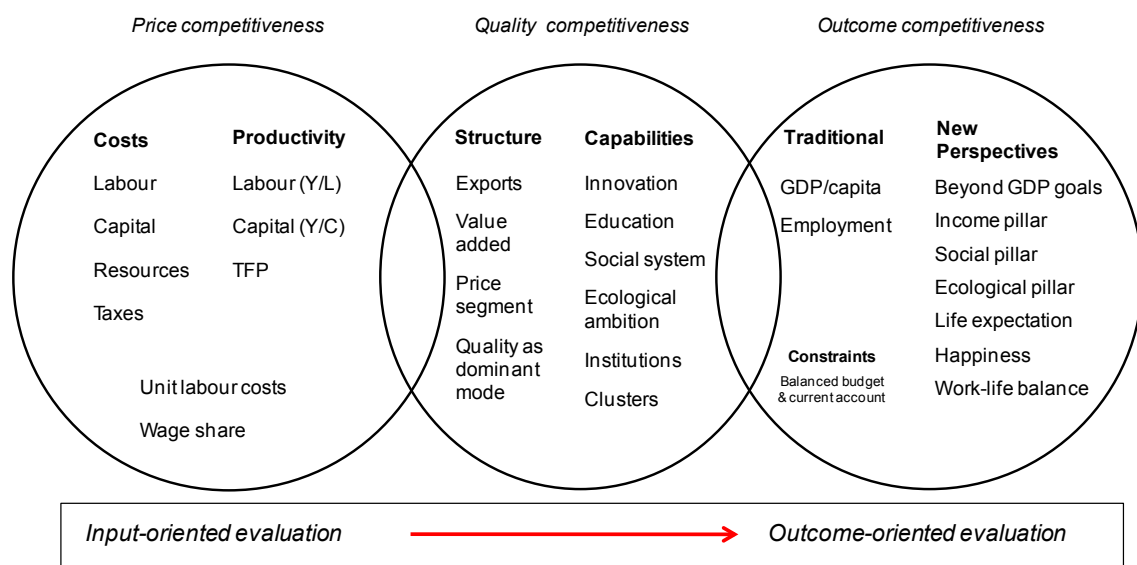 Price competitiveness
Quality competitiveness
Outcome competitiveness
Costs
Labour
Capital
Resources
Taxes
Productivity
Labour (Y/L)
Capital (Y/C)
TFP
Unit labour costs
Wage share
Structure
Exports
Value
added
Price
segment
Quality as
dominant
mode
Capabilities
Innovation
Education
Social system
Ecological
ambition
Institutions
Clusters
Traditional
GDP/capita
Employment
Constraints
Balanced budget
& current account
New
Perspectives
Beyond GDP goals
Income pillar
Social pillar
Ecological pillar
Life expectation
Happiness
Work-life balance
Input-oriented evaluation
Outcome-oriented evaluation